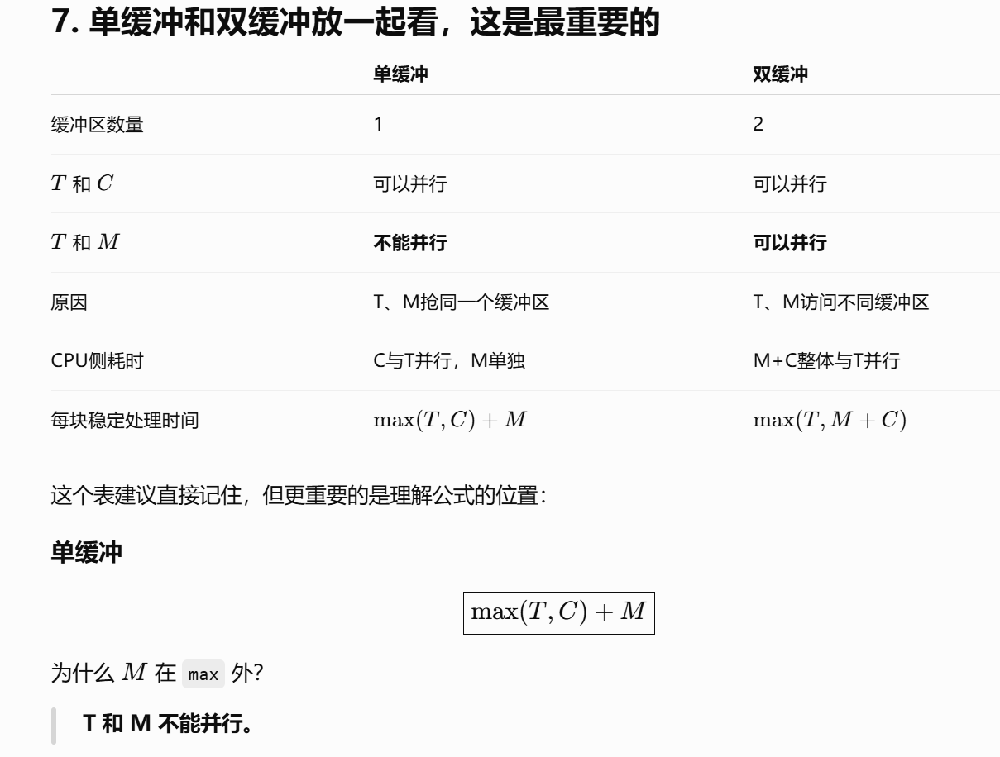 7. 单缓冲和双缓冲放一起看，这是最重要的
单缓冲 双缓冲
缓冲区数量 1 2
T 和 C 可以并行 可以并行
T 和 M 不能并行 可以并行
原因 T、M抢同一个缓冲区 T、M访问不同缓冲区
CPU侧耗时 C与T并行，M单独 M+C整体与T并行
每块稳定处理时间 max(T, C) + M max(T, M + C)
这个表建议直接记住，但更重要的是理解公式的位置：
单缓冲
max(T, C) + M
为什么 M 在 max 外？
T 和 M 不能并行。